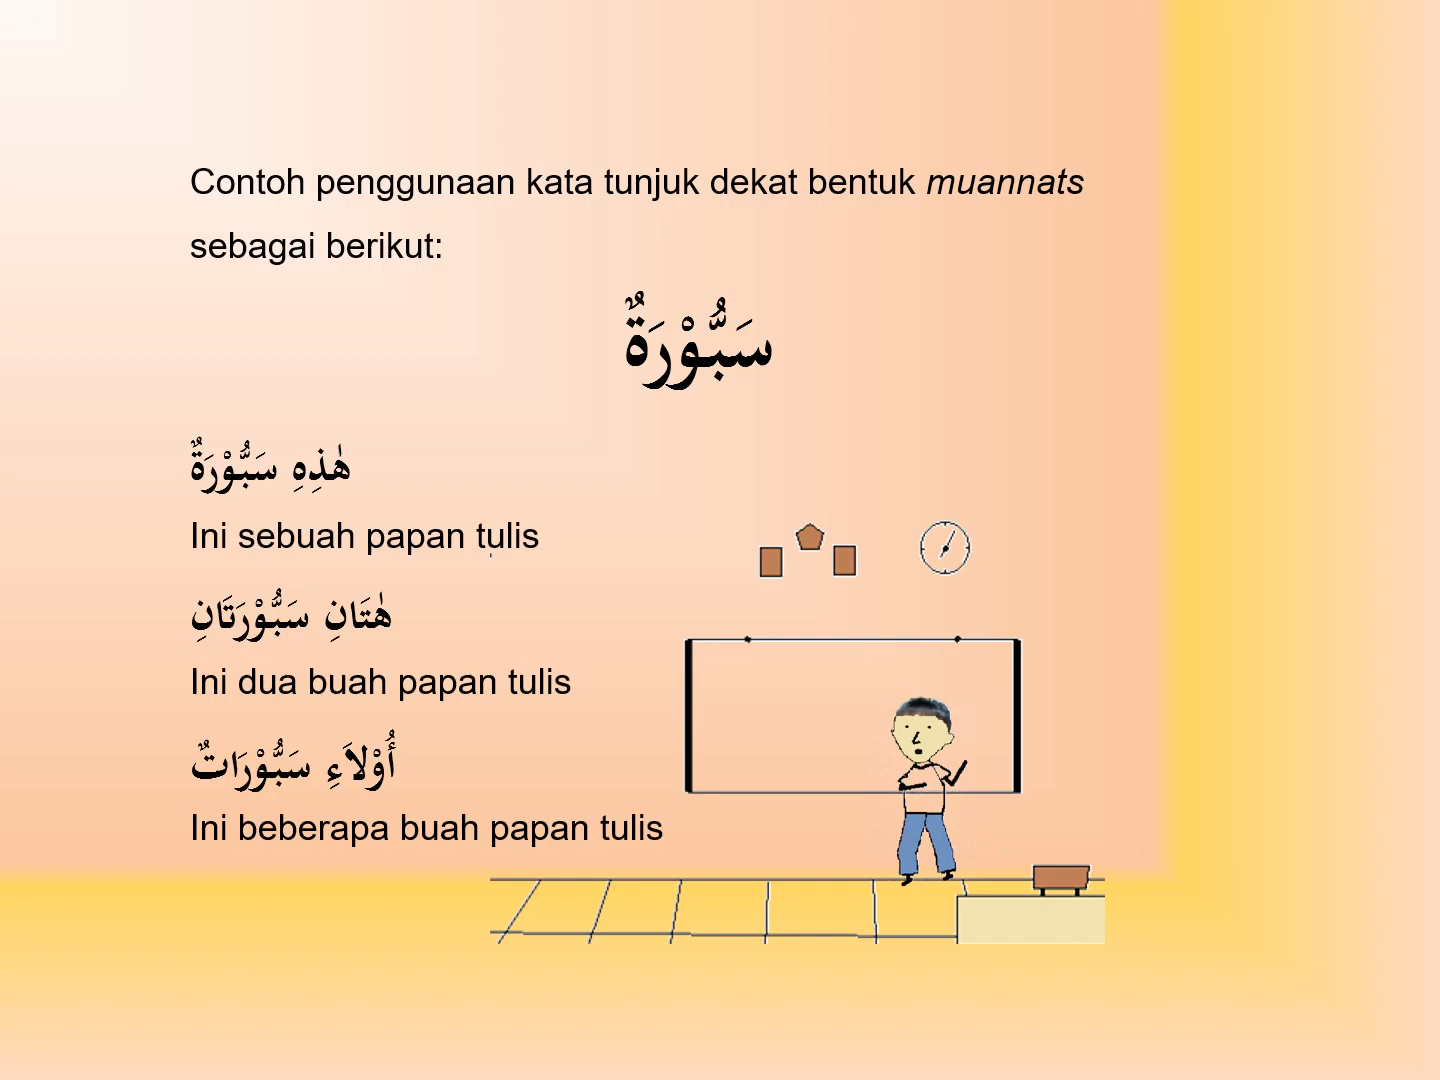 Contoh penggunaan kata tunjuk dekat bentuk muannats
sebagai berikut:
سَبُّوْرَةٌ
هٰذِهِ سَبُّوْرَةٌ
Ini sebuah papan tulis
هٰتَانِ سَبُّوْرَتَانِ
Ini dua buah papan tulis
أُوْلاَءِ سَبُّوْرَاتٌ
Ini beberapa buah papan tulis